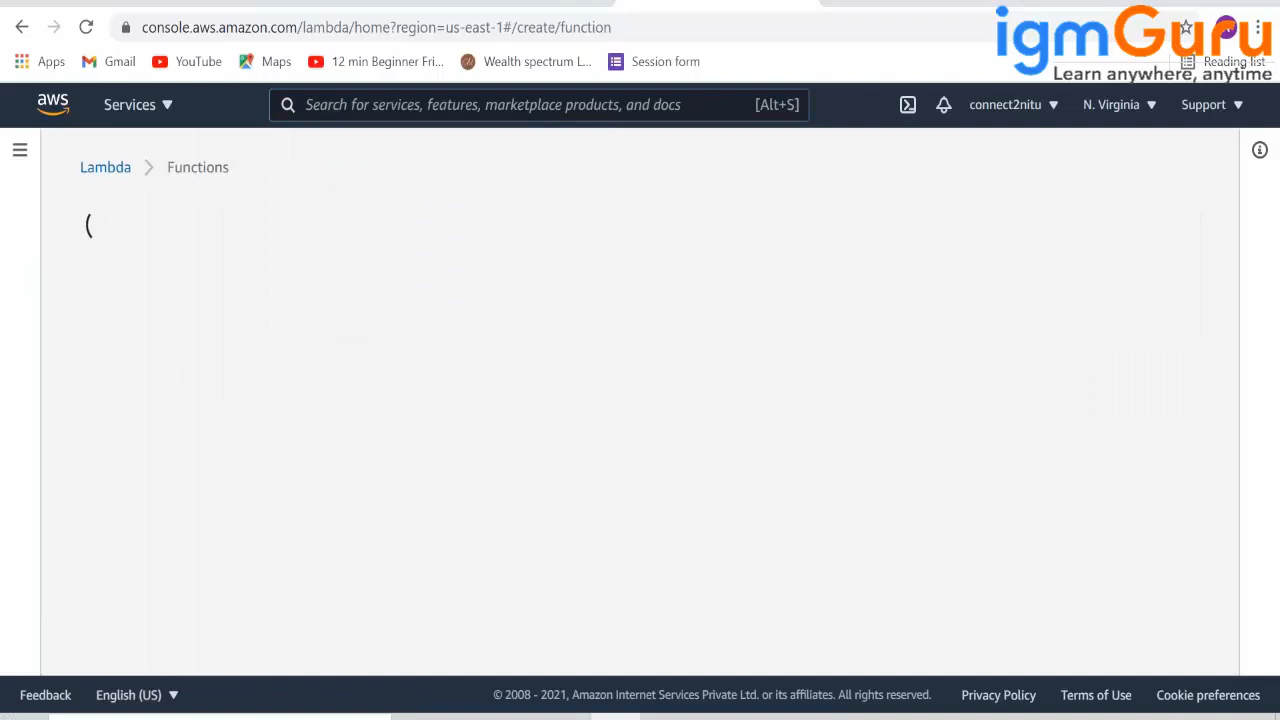 console.aws.amazon.com/lambda/home?region=us-east-1#/create/function
igmGuru
Learn anywhere, anytime
Apps
Gmail
YouTube
Maps
12 min Beginner Fri...
Wealth spectrum L...
Session form
Reading list
aws
Services
Search for services, features, marketplace products, and docs
[Alt+S]
connect2nitu
N. Virginia
Support
Lambda
Functions
Feedback
English (US)
© 2008 - 2021, Amazon Internet Services Private Ltd. or its affiliates. All rights reserved.
Privacy Policy
Terms of Use
Cookie preferences